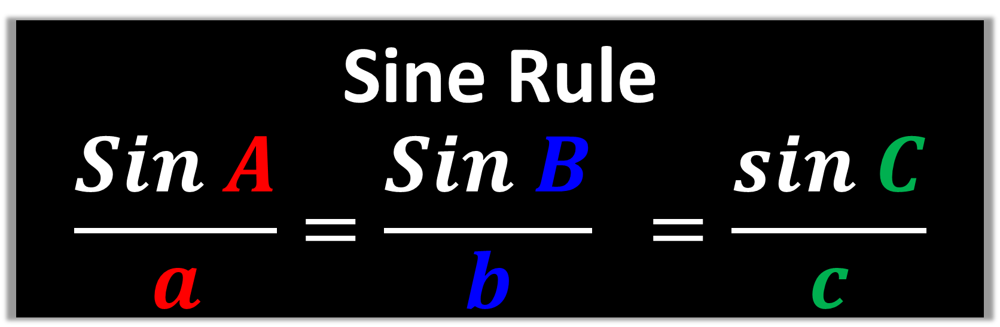 Sine Rule
Sin A / a = Sin B / b = sin C / c